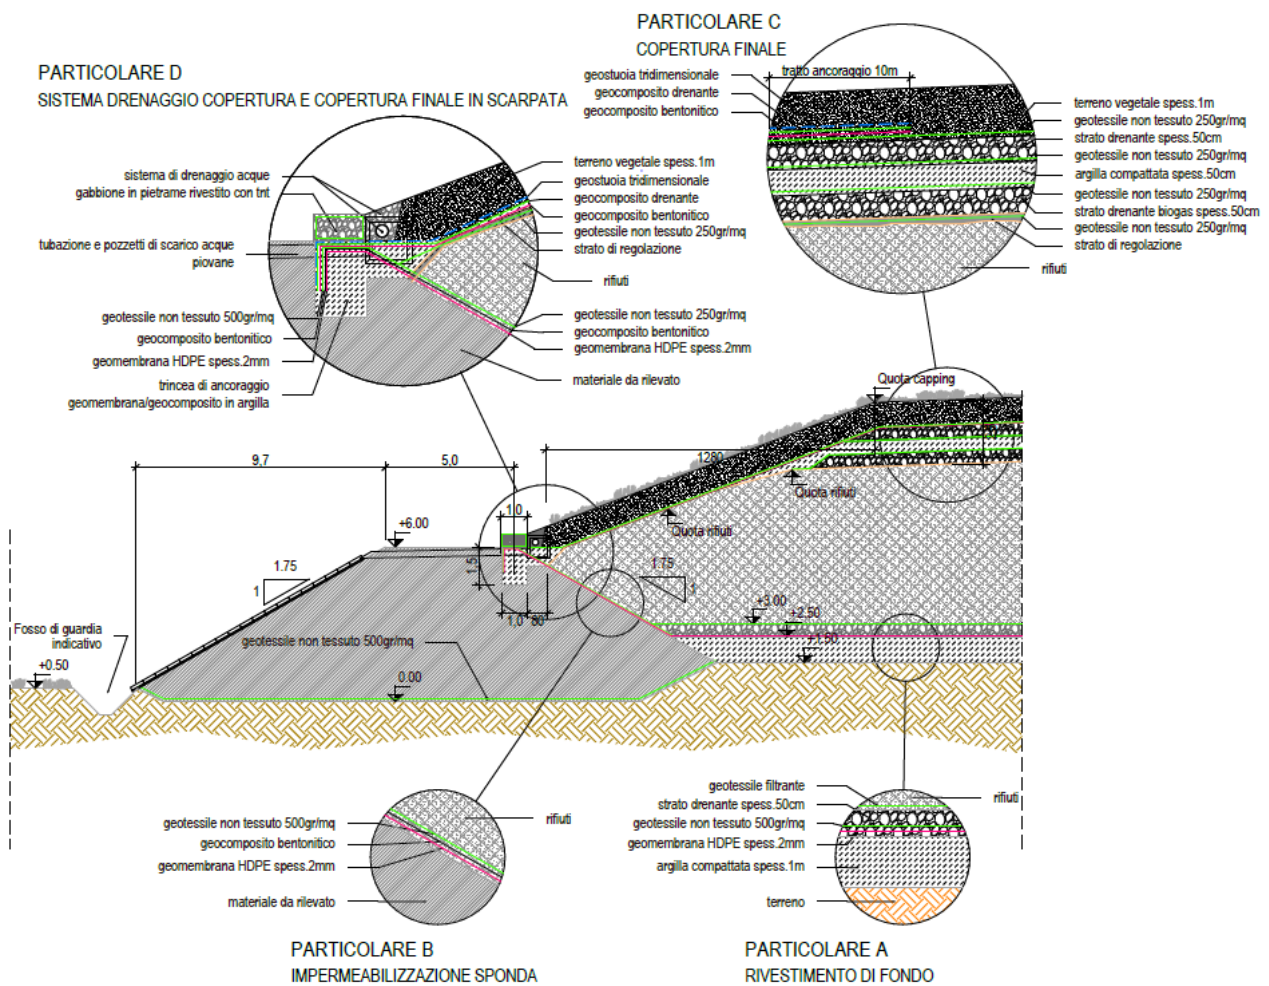 PARTICOLARE C
COPERTURA FINALE
geostuoia tridimensionale
geocomposito drenante
geocomposito bentonitico
tratto ancoraggio 10m
terreno vegetale spess.1m
geotessile non tessuto 250gr/mq
strato drenante spess.50cm
geotessile non tessuto 250gr/mq
argilla compattata spess.50cm
geotessile non tessuto 250gr/mq
strato drenante biogas spess.50cm
geotessile non tessuto 250gr/mq
strato di regolazione
rifiuti
PARTICOLARE D
SISTEMA DRENAGGIO COPERTURA E COPERTURA FINALE IN SCARPATA
sistema di drenaggio acque
gabbione in pietrame rivestito con tnt
tubazione e pozzetti di scarico acque
piovane
geotessile non tessuto 500gr/mq
geocomposito bentonitico
geomembrana HDPE spess.2mm
trincea di ancoraggio
geomembrana/geocomposito in argilla
terreno vegetale spess.1m
geostuoia tridimensionale
geocomposito drenante
geocomposito bentonitico
geotessile non tessuto 250gr/mq
strato di regolazione
rifiuti
geotessile non tessuto 250gr/mq
geocomposito bentonitico
geomembrana HDPE spess.2mm
materiale da rilevato
Quota capping
9,7
5,0
1280
Quota rifiuti
Quota rifiuti
1,0
+6.00
1,5
1.75
1
1.75
1
1,0
80
+3.00
+2.50
+1.50
Fosso di guardia
indicativo
+0.50
geotessile non tessuto 500gr/mq
0.00
geotessile non tessuto 500gr/mq
geocomposito bentonitico
geomembrana HDPE spess.2mm
materiale da rilevato
rifiuti
PARTICOLARE B
IMPERMEABILIZZAZIONE SPONDA
geotessile filtrante
strato drenante spess.50cm
geotessile non tessuto 500gr/mq
geomembrana HDPE spess.2mm
argilla compattata spess.1m
terreno
rifiuti
PARTICOLARE A
RIVESTIMENTO DI FONDO